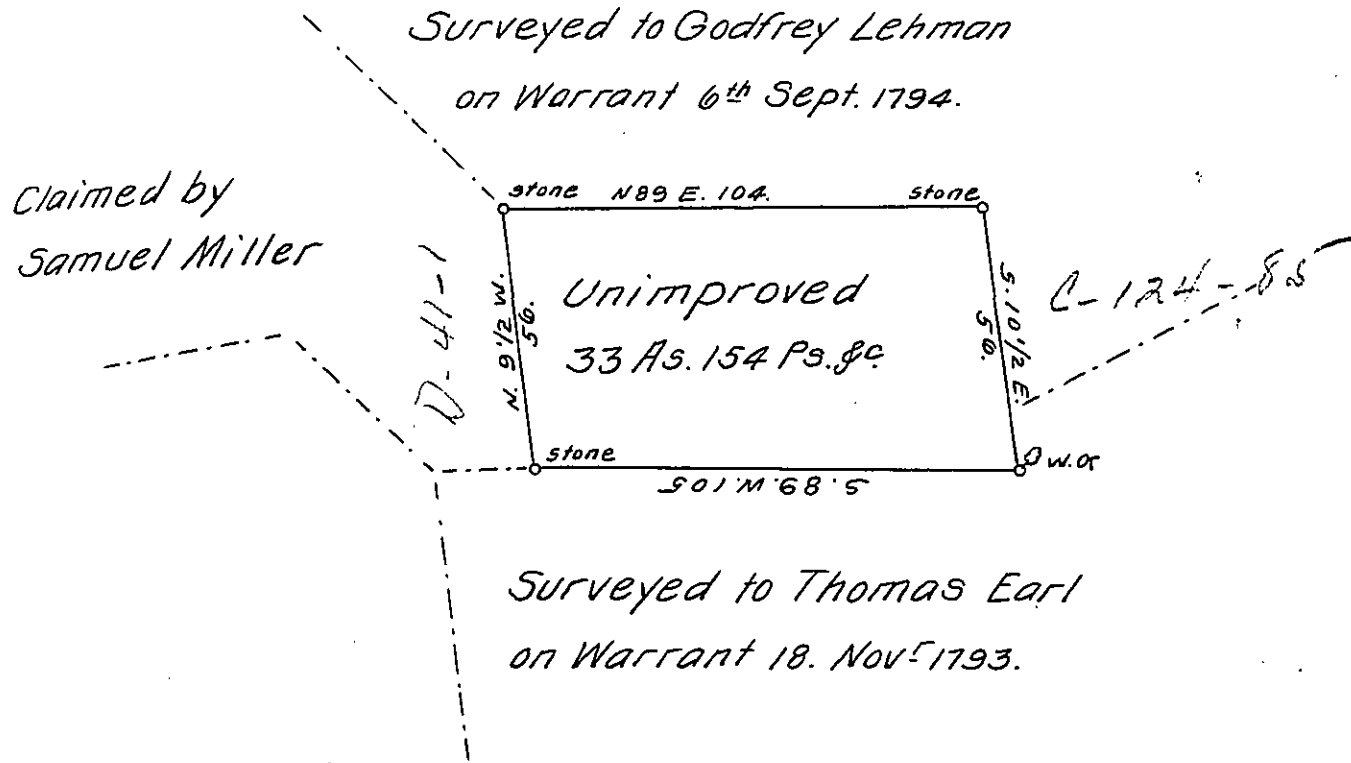 Surveyed to Godfrey Lehman
on Warrant 6th Sept. 1794.
Claimed by
Samuel Miller
stone N89 E. 104. stone
D-41-1
N. 9 1/2 W.
56.
Unimproved
33 As. 154 Ps. &c.
S. 10 1/2 E.
56.
C-124-85
stone
W.O
S. 89. W. 105
Surveyed to Thomas Earl
on Warrant 18. Novr 1793.